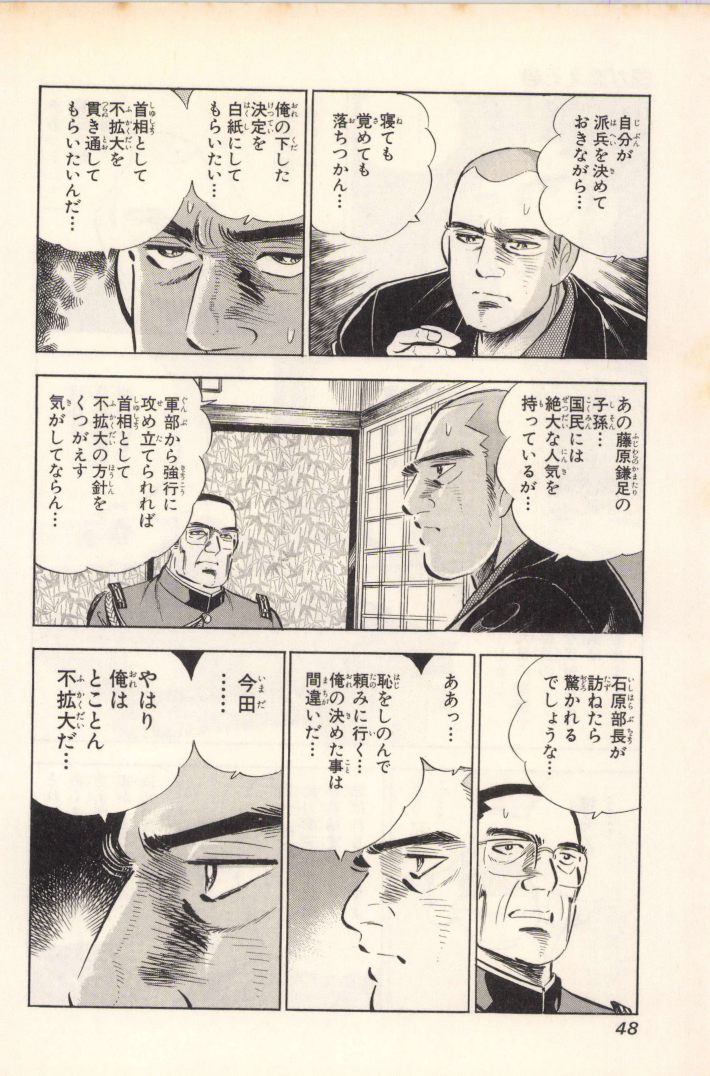 自分が
派兵を決めて
おきながら…
寝ても
覚めても
落ちつかん…
俺の下した
決定を
白紙にして
もらいたい…
首相として
不拡大を
貫き通して
もらいたいんだ…
あの藤原鎌足の
子孫…
国民には
絶大な人気を
持っているが…
軍部から強行に
攻め立てられれば
首相として
不拡大の方針を
くつがえす
気がしてならん…
石原部長が
訪ねたら
驚かれる
でしょうな…
ああっ…
恥をしのんで
頼みに行く…
俺の決めた事は
間違いだ…
今田
……
やはり
俺は
とことん
不拡大だ…
48